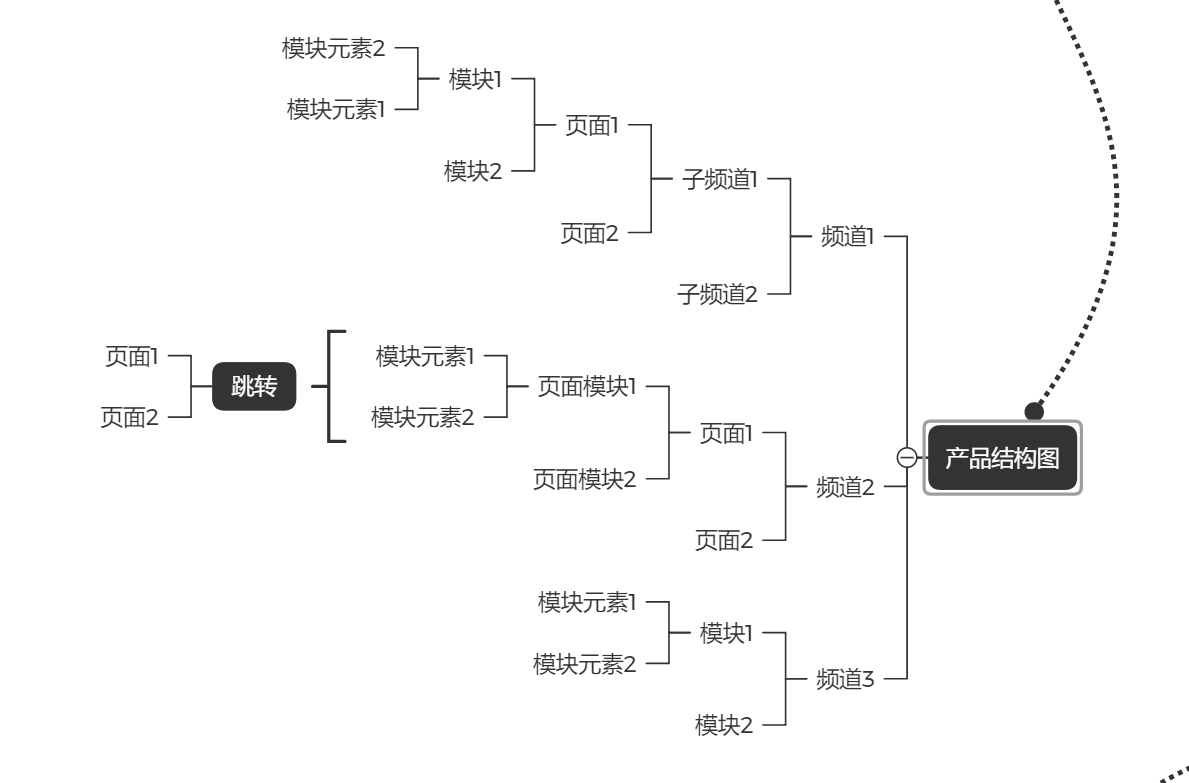 模块元素2
模块1
模块元素1
页面1
模块2
子频道1
页面2
频道1
子频道2
页面1
跳转
页面2
模块元素1
页面模块1
模块元素2
页面1
页面模块2
频道2
页面2
产品结构图
模块元素1
模块1
模块元素2
频道3
模块2